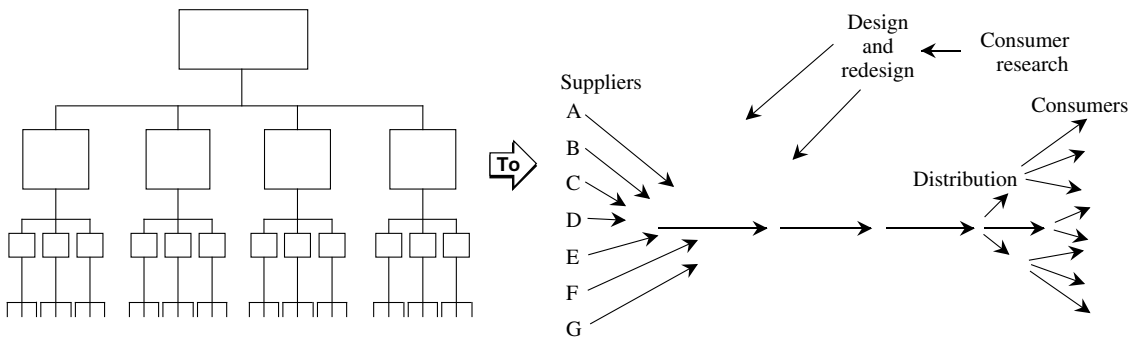 To
Suppliers
A
B
C
D
E
F
G
Design
and
redesign
Consumer
research
Distribution
Consumers